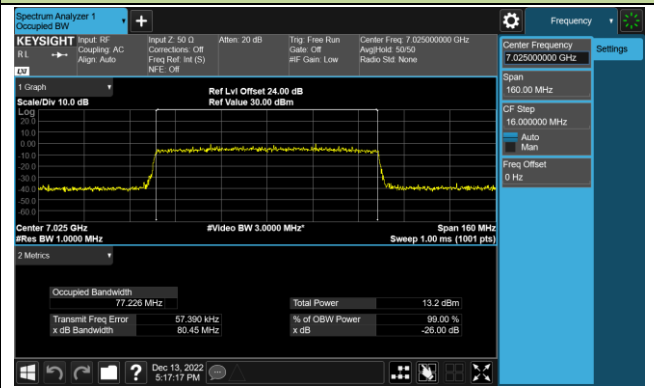 Spectrum Analyzer 1
Occupied BW
Frequency
KEYSIGHT
RL
LXI
Input: RF
Coupling: AC
Align: Auto
Input Z: 50 Ω
Corrections: Off
Freq Ref: Int (S)
NFE: Off
Atten: 20 dB
Trig: Free Run
Gate: Off
#IF Gain: Low
Center Freq: 7.025000000 GHz
Avg|Hold: 50/50
Radio Std: None
Center Frequency
7.025000000 GHz
Settings
Span
160.00 MHz
CF Step
16.000000 MHz
Auto
Man
Freq Offset
0 Hz
1 Graph
Scale/Div 10.0 dB
Ref Lvl Offset 24.00 dB
Ref Value 30.00 dBm
Log
20.0
10.0
0.00
-10.0
-20.0
-30.0
-40.0
-50.0
-60.0
Center 7.025 GHz
#Res BW 1.0000 MHz
#Video BW 3.0000 MHz*
Span 160 MHz
Sweep 1.00 ms (1001 pts)
2 Metrics
Occupied Bandwidth
77.226 MHz
Total Power 13.2 dBm
Transmit Freq Error 57.390 kHz
% of OBW Power 99.00 %
x dB Bandwidth 80.45 MHz
x dB -26.00 dB
?
Dec 13, 2022
5:17:17 PM